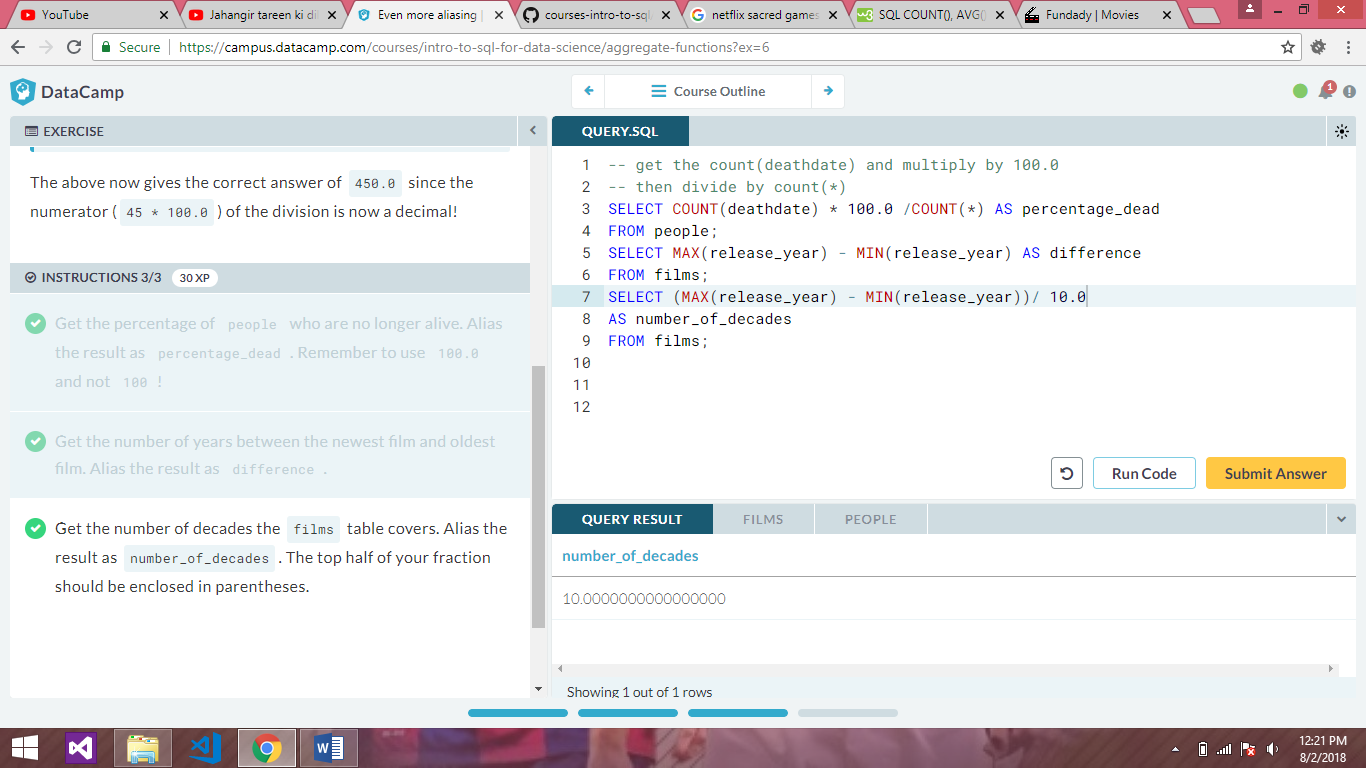 YouTube
Jahangir tareen ki di
Even more aliasing |
courses-intro-to-sql
netflix sacred games
SQL COUNT(), AVG()
Fundady | Movies
Secure | https://campus.datacamp.com/courses/intro-to-sql-for-data-science/aggregate-functions?ex=6
DataCamp
Course Outline
1
EXERCISE
The above now gives the correct answer of 450.0 since the
numerator ( 45 * 100.0 ) of the division is now a decimal!
INSTRUCTIONS 3/3 30 XP
Get the percentage of people who are no longer alive. Alias
the result as percentage_dead . Remember to use 100.0
and not 100 !
Get the number of years between the newest film and oldest
film. Alias the result as difference .
Get the number of decades the films table covers. Alias the
result as number_of_decades . The top half of your fraction
should be enclosed in parentheses.
QUERY.SQL
1 -- get the count(deathdate) and multiply by 100.0
2 -- then divide by count(*)
3 SELECT COUNT(deathdate) * 100.0 /COUNT(*) AS percentage_dead
4 FROM people;
5 SELECT MAX(release_year) - MIN(release_year) AS difference
6 FROM films;
7 SELECT (MAX(release_year) - MIN(release_year))/ 10.0
8 AS number_of_decades
9 FROM films;
10
11
12
Run Code
Submit Answer
QUERY RESULT
FILMS
PEOPLE
number_of_decades
10.0000000000000000
Showing 1 out of 1 rows
12:21 PM
8/2/2018